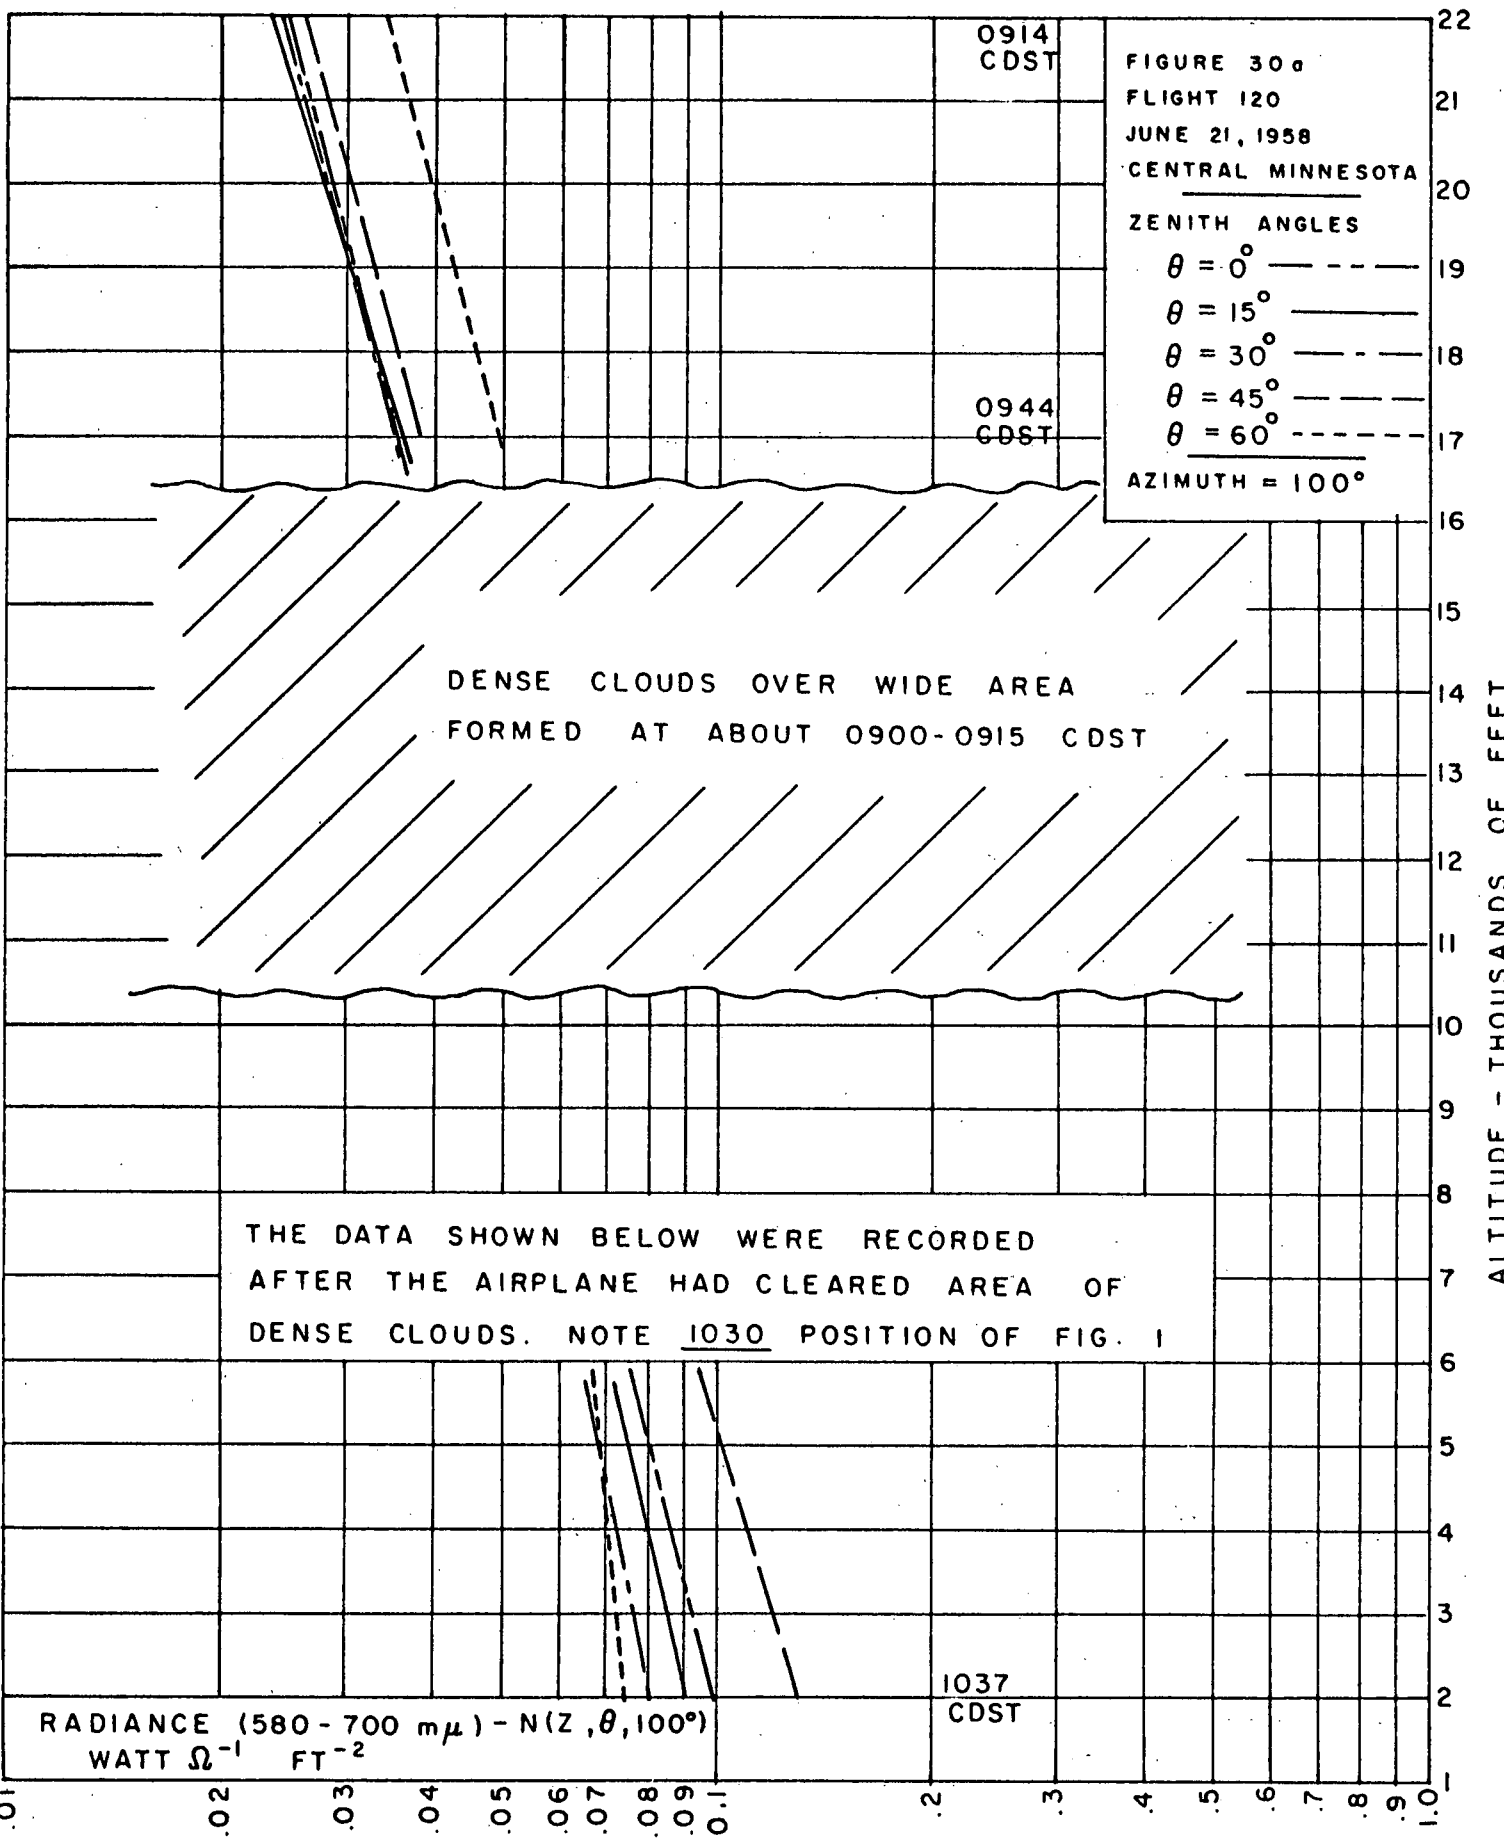 0914
CDST
FIGURE 30a
FLIGHT 120
JUNE 21, 1958
CENTRAL MINNESOTA
ZENITH ANGLES
θ = 0°
θ = 15°
θ = 30°
θ = 45°
θ = 60°
AZIMUTH = 100°
0944
CDST
DENSE CLOUDS OVER WIDE AREA
FORMED AT ABOUT 0900-0915 CDST
THE DATA SHOWN BELOW WERE RECORDED
AFTER THE AIRPLANE HAD CLEARED AREA OF
DENSE CLOUDS. NOTE 1030 POSITION OF FIG. 1
1037
CDST
RADIANCE (580-700 mμ) - N(Z, θ, 100°)
WATT Ω⁻¹ FT⁻²
22
21
20
19
18
17
16
15
14
13
12
11
10
9
8
7
6
5
4
3
2
1
ALTITUDE - THOUSANDS OF FEET
.01
.02
.03
.04
.05
.06
.07
.08
.09
0.1
.2
.3
.4
.5
.6
.7
.8
.9
1.0